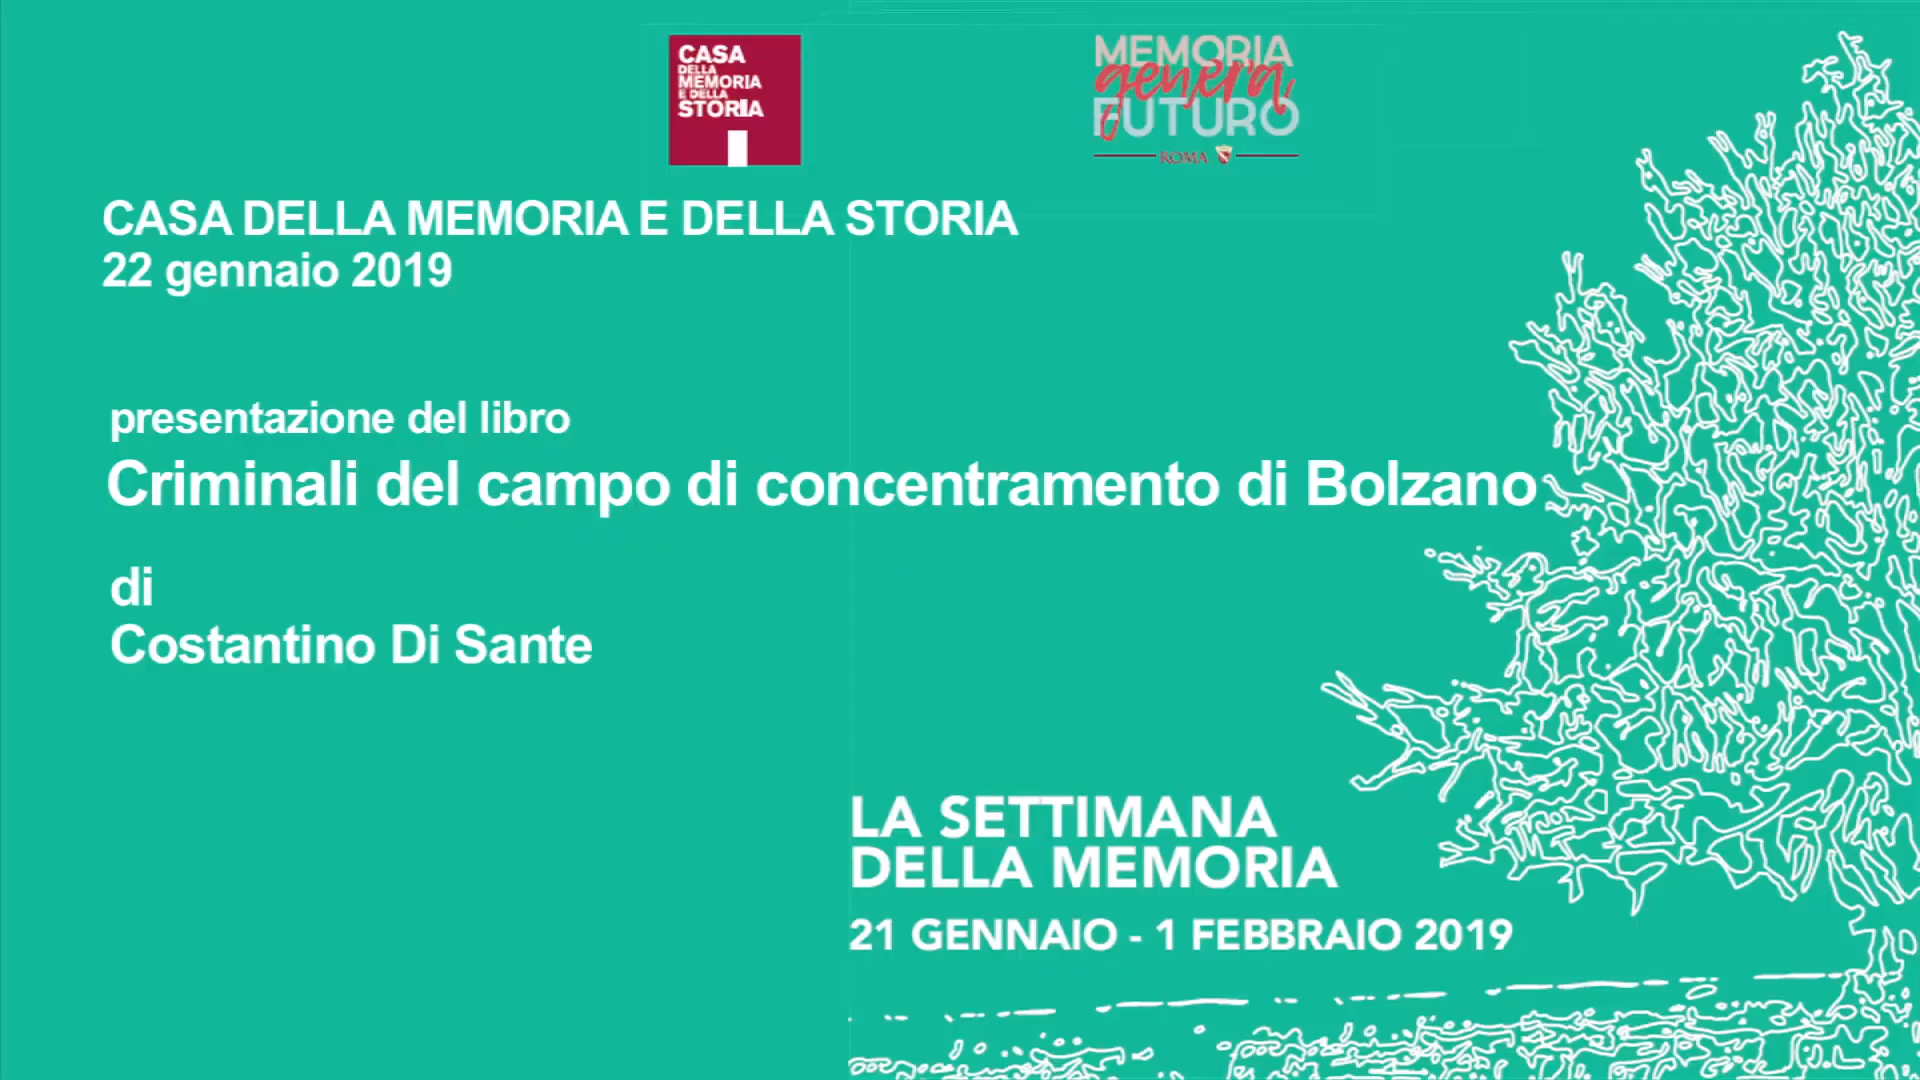 CASA
DELLA
MEMORIA
E DELLA
STORIA
MEMORIA
genera
FUTURO
ROMA
CASA DELLA MEMORIA E DELLA STORIA
22 gennaio 2019
presentazione del libro
Criminali del campo di concentramento di Bolzano
di
Costantino Di Sante
LA SETTIMANA
DELLA MEMORIA
21 GENNAIO - 1 FEBBRAIO 2019